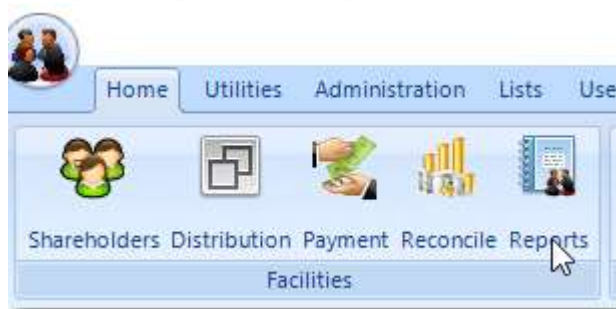 Home Utilities Administration Lists Use
Shareholders Distribution Payment Reconcile Reports
Facilities